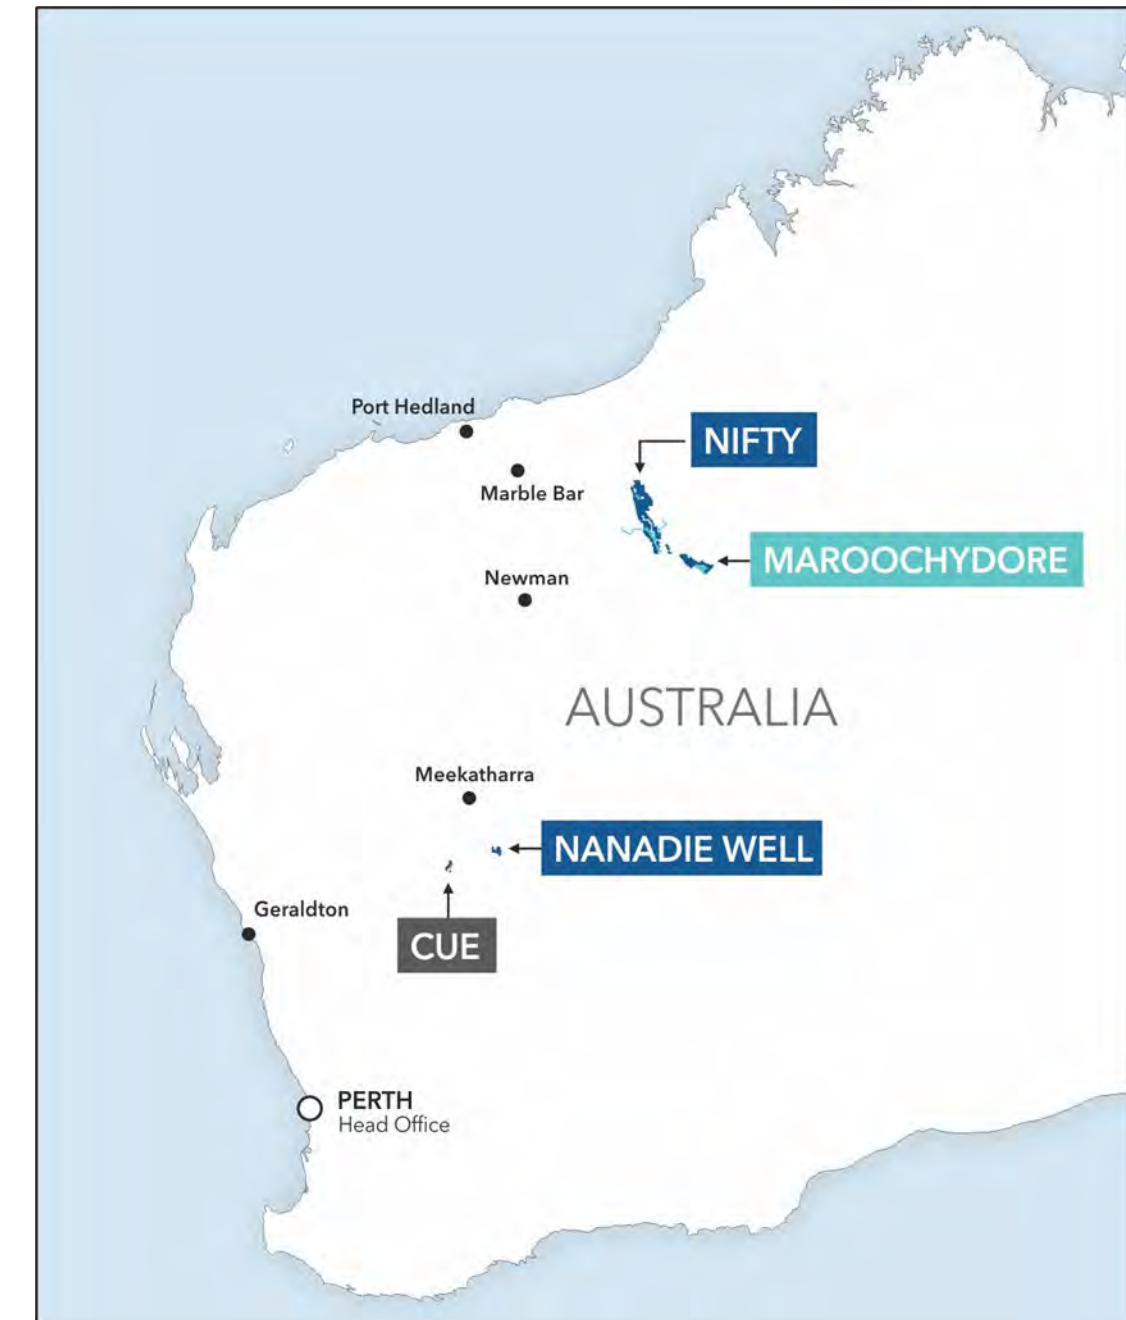 Port Hedland
NIFTY
Marble Bar
MAROOCHYDORE
Newman
AUSTRALIA
Meekatharra
NANADIE WELL
Geraldton
CUE
PERTH
Head Office